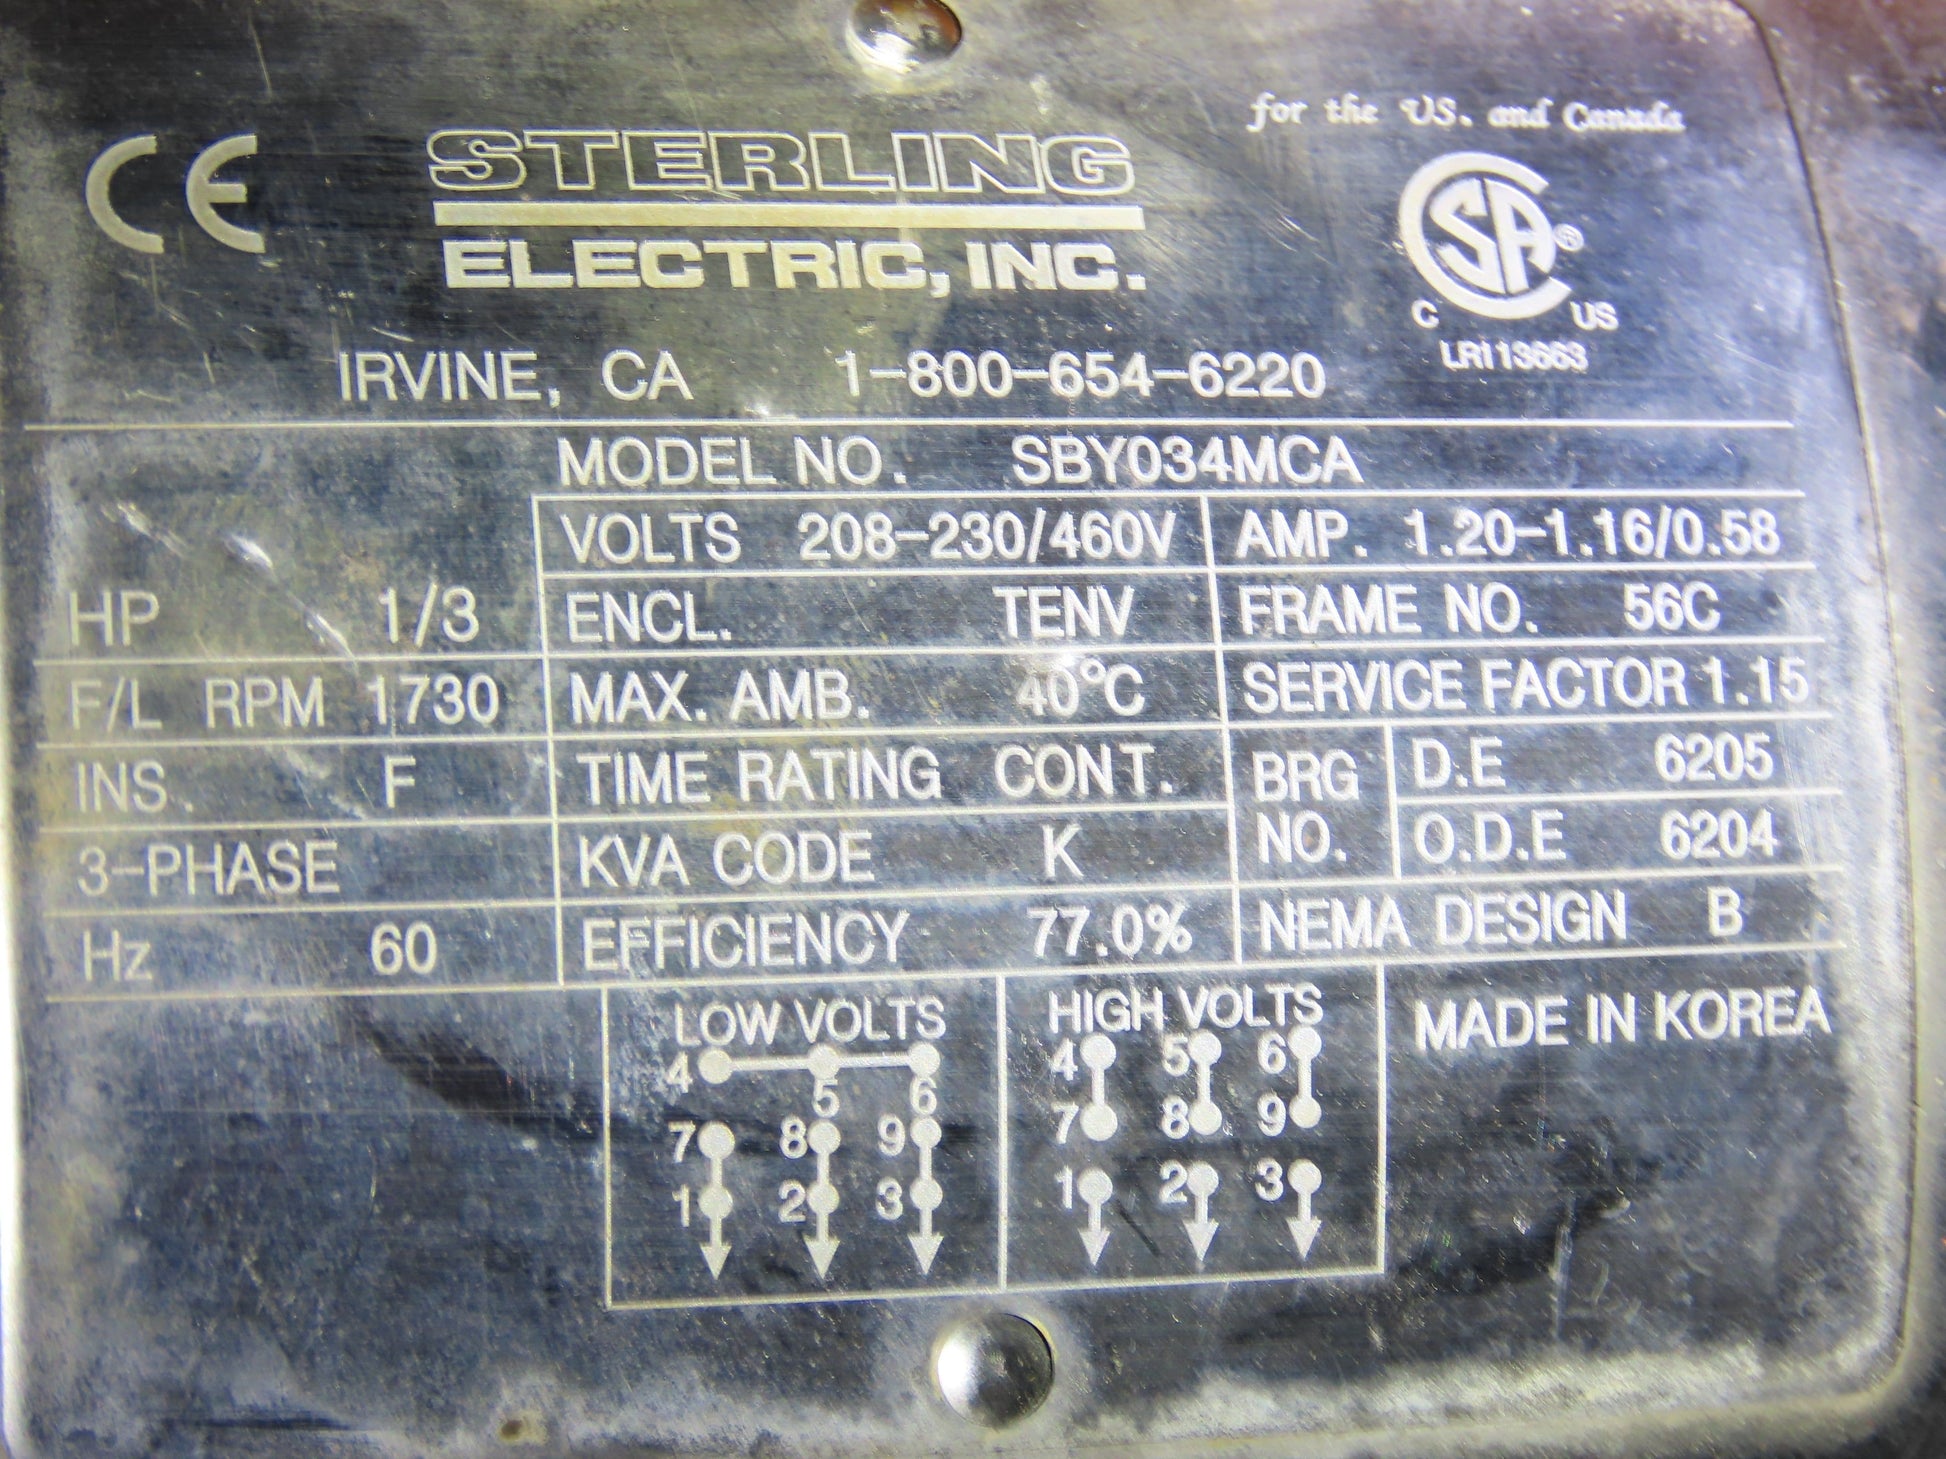 for the US. and Canada
CE STERLING
ELECTRIC, INC.
CSA®
C US
LR113663
IRVINE, CA 1-800-654-6220
MODEL NO. SBY034MCA
VOLTS 208-230/460V AMP. 1.20-1.16/0.58
HP 1/3 ENCL. TENV FRAME NO. 56C
F/L RPM 1730 MAX. AMB. 40°C SERVICE FACTOR 1.15
INS. F TIME RATING CONT. BRG NO. D.E 6205
3-PHASE KVA CODE K O.D.E 6204
Hz 60 EFFICIENCY 77.0% NEMA DESIGN B
LOW VOLTS HIGH VOLTS MADE IN KOREA
4 5 6 4 5 6
7 8 9 7 8 9
1 2 3 1 2 3